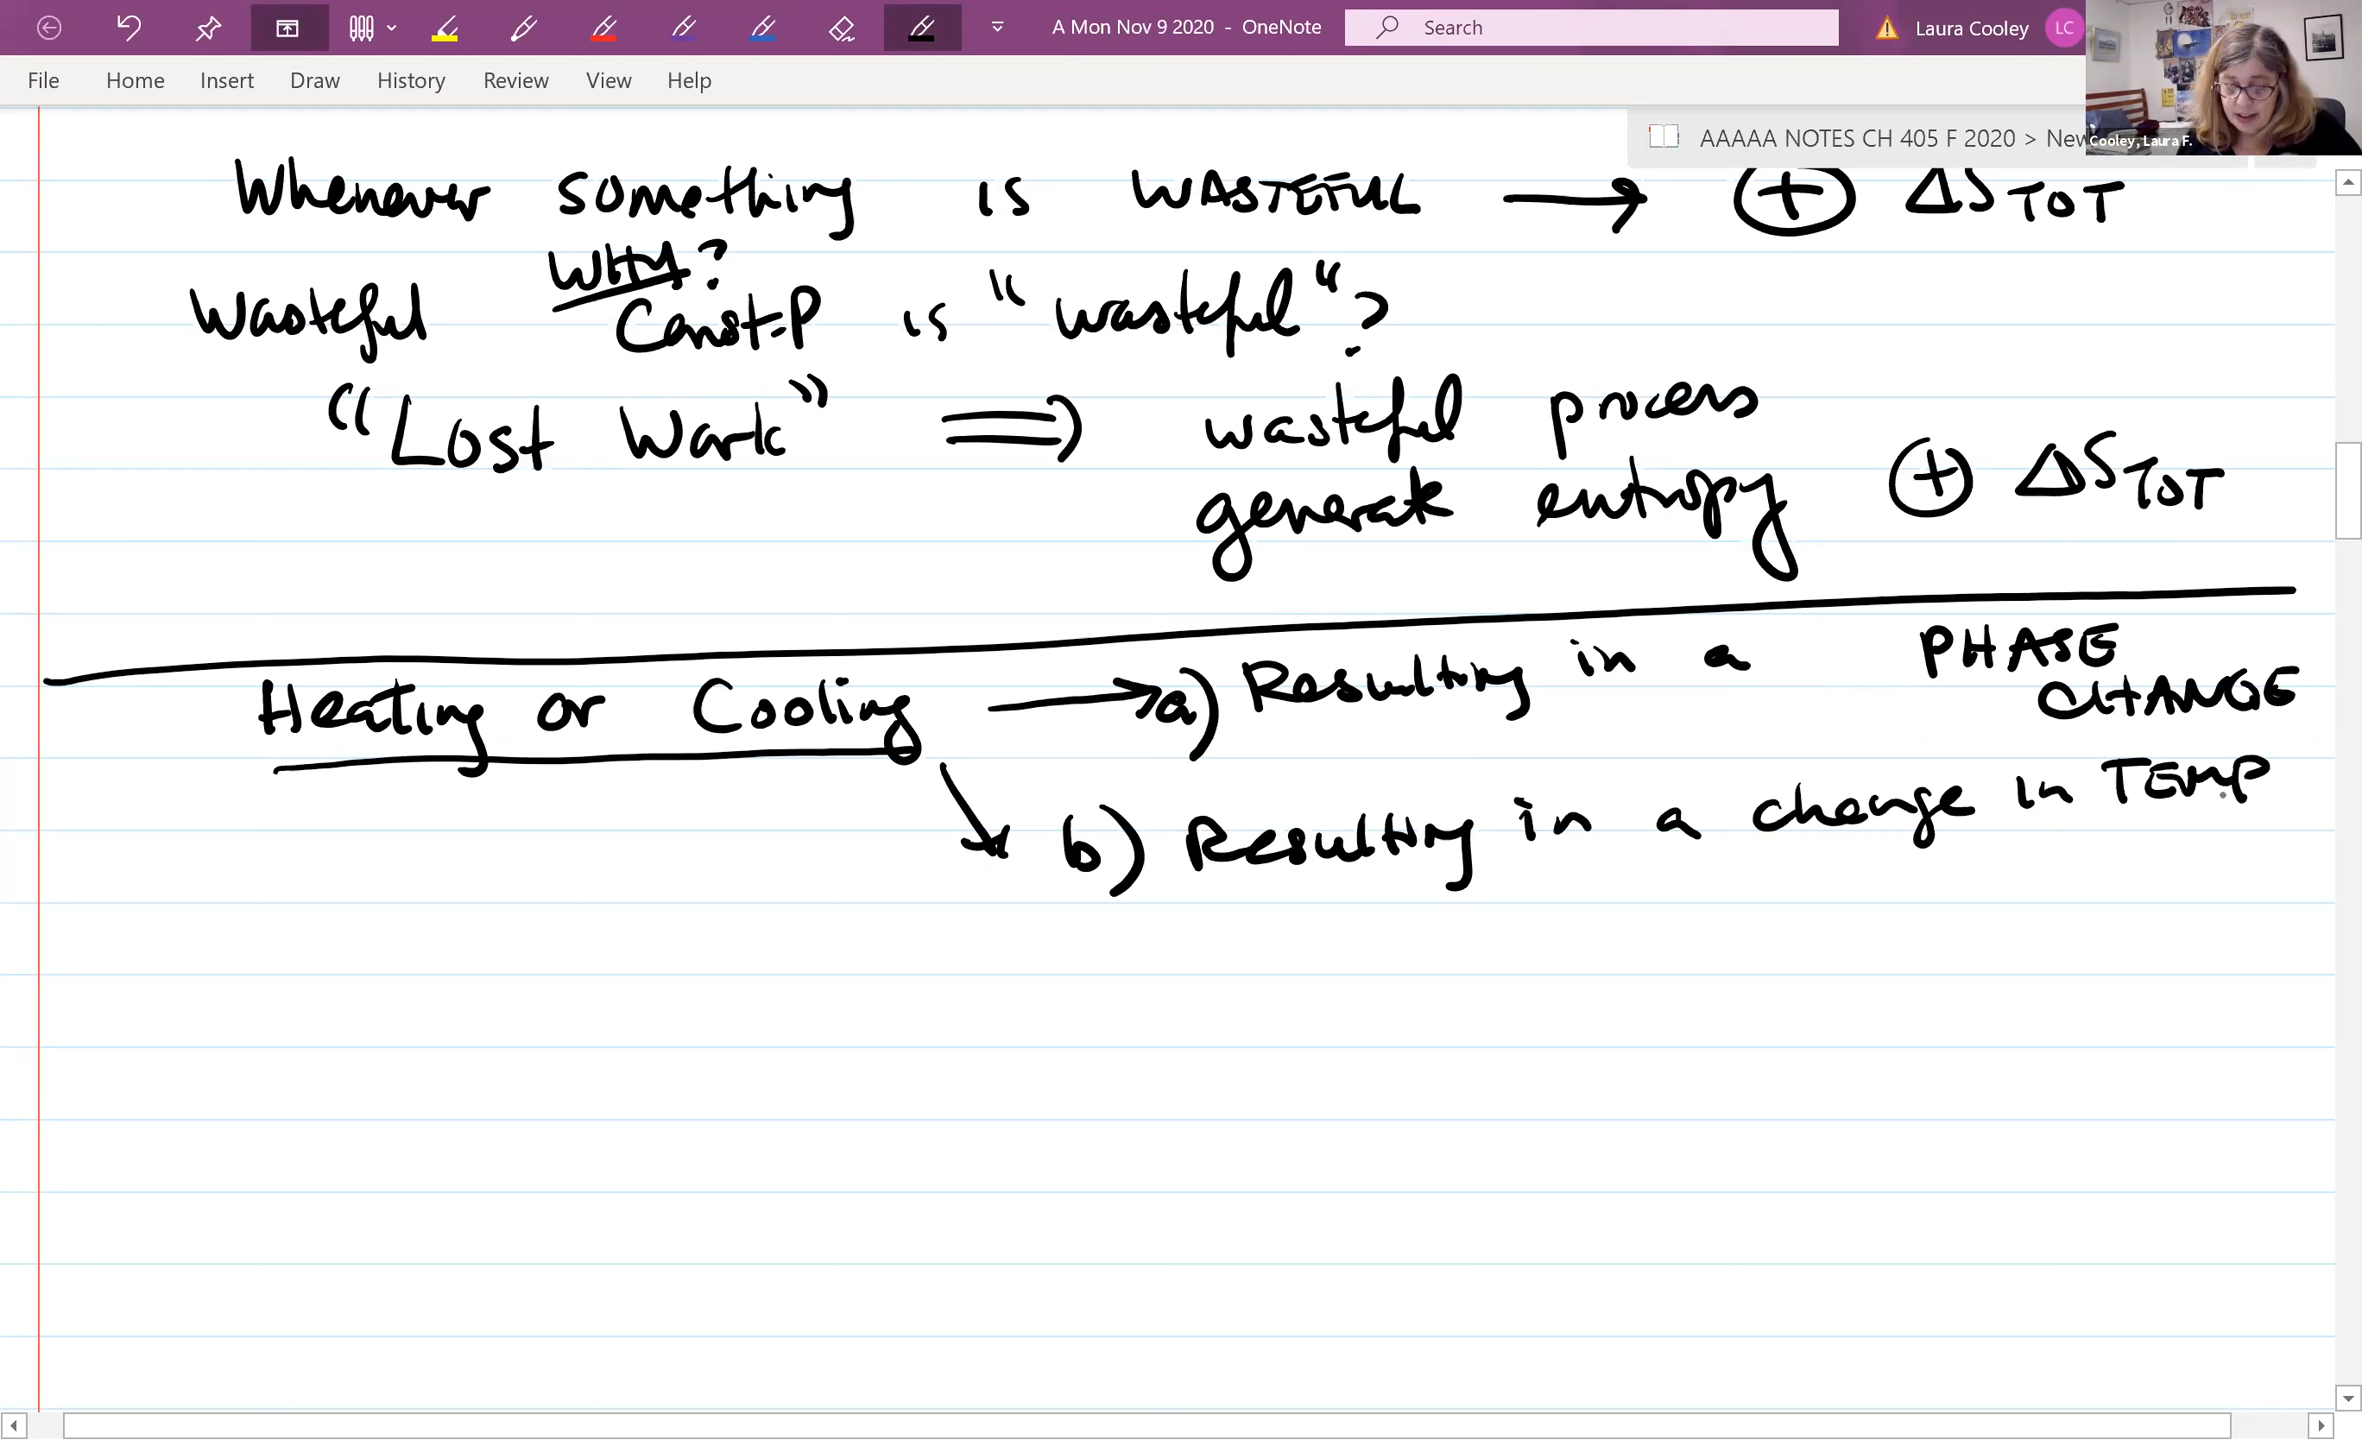 A Mon Nov 9 2020 - OneNote
Search
Laura Cooley
LC
File Home Insert Draw History Review View Help
AAAAA NOTES CH 405 F 2020 > New
Cooley, Laura F.
Whenever something is WASTEFUL → ⊕ ΔS TOT
WHY?
Wasteful Const-P is "wasteful"?
"Lost Work" ⇒ wasteful process
generate entropy ⊕ ΔS TOT
Heating or Cooling → a) Resulting in a PHASE
CHANGE
b) Resulting in a change in TEMP